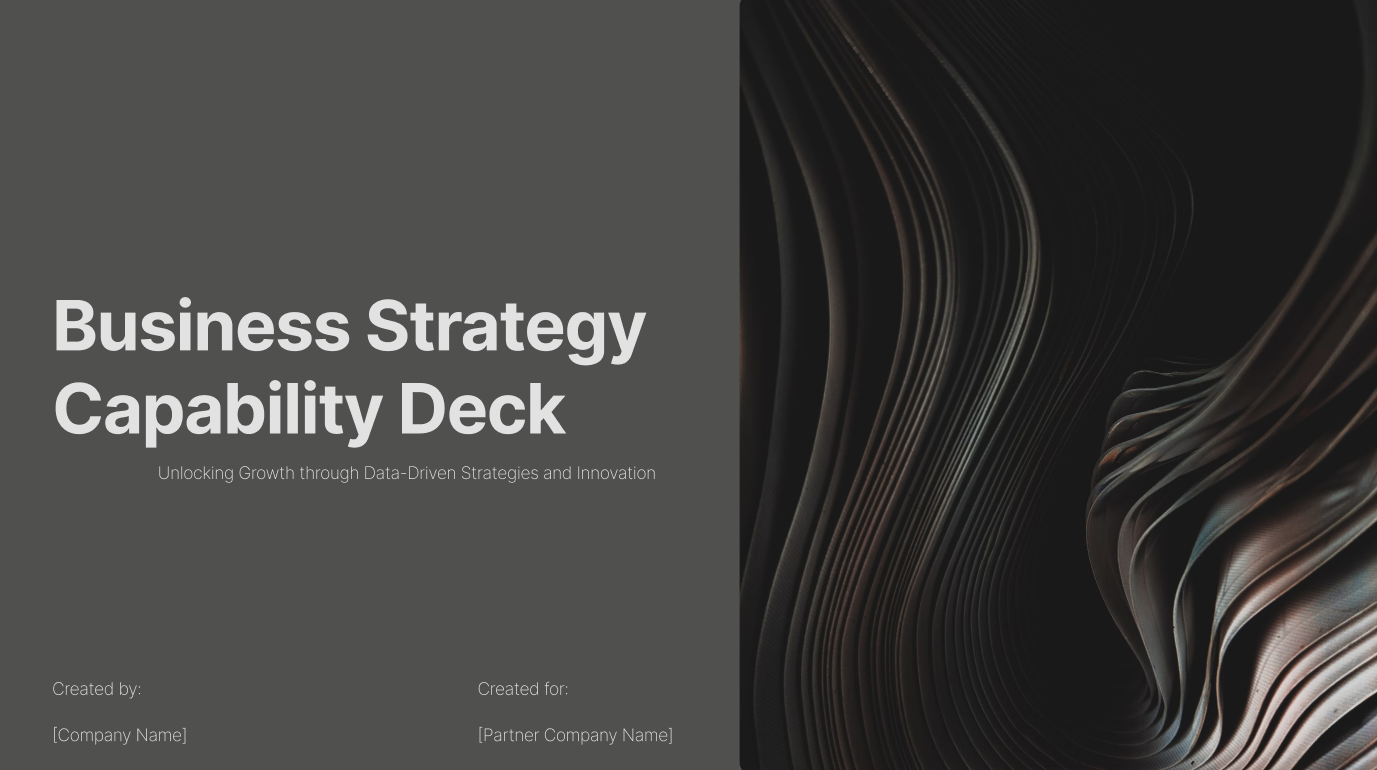 Business Strategy
Capability Deck
Unlocking Growth through Data-Driven Strategies and Innovation
Created by:
Created for:
[Company Name]
[Partner Company Name]